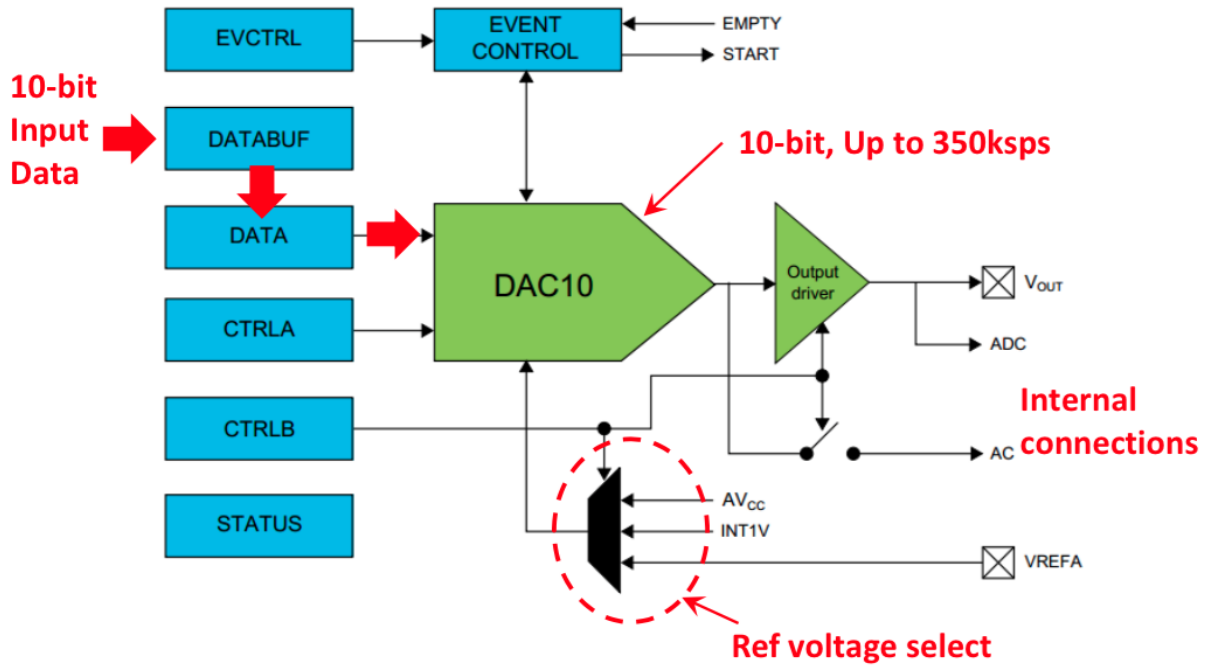 EVCTRL
EVENT
CONTROL
EMPTY
START
10-bit
Input
Data
DATABUF
10-bit, Up to 350ksps
DATA
DAC10
Output
driver
VOUT
CTRLA
ADC
CTRLB
Internal
connections
AC
STATUS
AVCC
INT1V
VREFA
Ref voltage select